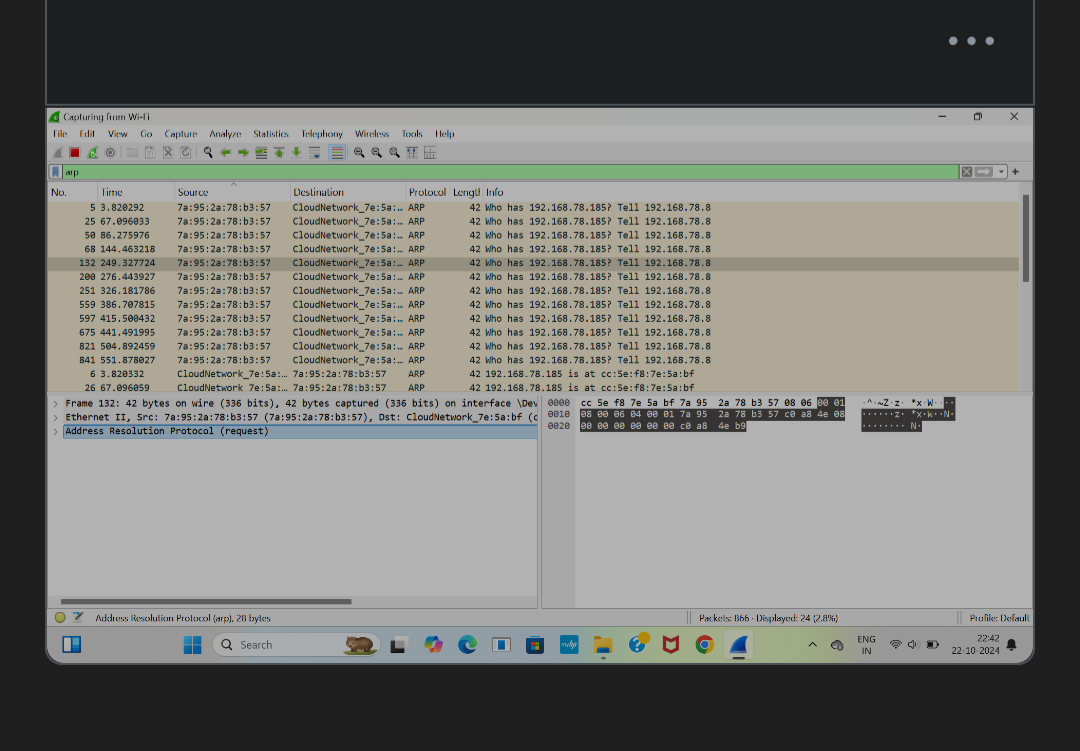 Capturing from Wi-Fi
File Edit View Go Capture Analyze Statistics Telephony Wireless Tools Help
arp
No. Time Source Destination Protocol Length Info
5 3.820292 7a:95:2a:78:b3:57 CloudNetwork_7e:5a:… ARP 42 Who has 192.168.78.185? Tell 192.168.78.8
25 67.096033 7a:95:2a:78:b3:57 CloudNetwork_7e:5a:… ARP 42 Who has 192.168.78.185? Tell 192.168.78.8
50 86.275976 7a:95:2a:78:b3:57 CloudNetwork_7e:5a:… ARP 42 Who has 192.168.78.185? Tell 192.168.78.8
68 144.463218 7a:95:2a:78:b3:57 CloudNetwork_7e:5a:… ARP 42 Who has 192.168.78.185? Tell 192.168.78.8
132 249.327724 7a:95:2a:78:b3:57 CloudNetwork_7e:5a:… ARP 42 Who has 192.168.78.185? Tell 192.168.78.8
200 276.443927 7a:95:2a:78:b3:57 CloudNetwork_7e:5a:… ARP 42 Who has 192.168.78.185? Tell 192.168.78.8
251 326.181786 7a:95:2a:78:b3:57 CloudNetwork_7e:5a:… ARP 42 Who has 192.168.78.185? Tell 192.168.78.8
559 386.707815 7a:95:2a:78:b3:57 CloudNetwork_7e:5a:… ARP 42 Who has 192.168.78.185? Tell 192.168.78.8
597 415.500432 7a:95:2a:78:b3:57 CloudNetwork_7e:5a:… ARP 42 Who has 192.168.78.185? Tell 192.168.78.8
675 441.491995 7a:95:2a:78:b3:57 CloudNetwork_7e:5a:… ARP 42 Who has 192.168.78.185? Tell 192.168.78.8
821 504.892459 7a:95:2a:78:b3:57 CloudNetwork_7e:5a:… ARP 42 Who has 192.168.78.185? Tell 192.168.78.8
841 551.878027 7a:95:2a:78:b3:57 CloudNetwork_7e:5a:… ARP 42 Who has 192.168.78.185? Tell 192.168.78.8
6 3.820332 CloudNetwork_7e:5a:… 7a:95:2a:78:b3:57 ARP 42 192.168.78.185 is at cc:5e:f8:7e:5a:bf
26 67.096059 CloudNetwork_7e:5a:… 7a:95:2a:78:b3:57 ARP 42 192.168.78.185 is at cc:5e:f8:7e:5a:bf
Frame 132: 42 bytes on wire (336 bits), 42 bytes captured (336 bits) on interface \Dev
Ethernet II, Src: 7a:95:2a:78:b3:57 (7a:95:2a:78:b3:57), Dst: CloudNetwork_7e:5a:bf (c
Address Resolution Protocol (request)
0000 cc 5e f8 7e 5a bf 7a 95 2a 78 b3 57 08 06 00 01 ·^·~Z·z· *x·W····
0010 08 00 06 04 00 01 7a 95 2a 78 b3 57 c0 a8 4e 08 ······z· *x·W··N·
0020 00 00 00 00 00 00 c0 a8 4e b9 ········ N·
Address Resolution Protocol (arp), 28 bytes
Packets: 866 · Displayed: 24 (2.8%)
Profile: Default
Search
myhp
ENG
IN
22:42
22-10-2024